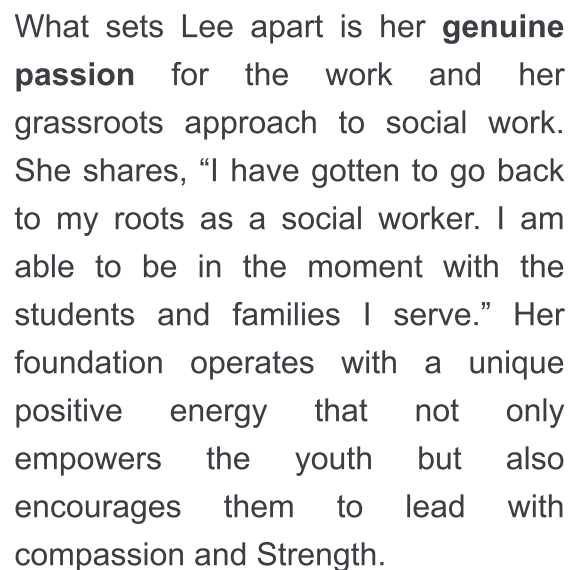 What sets Lee apart is her genuine
passion for the work and her
grassroots approach to social work.
She shares, “I have gotten to go back
to my roots as a social worker. I am
able to be in the moment with the
students and families I serve.” Her
foundation operates with a unique
positive energy that not only
empowers the youth but also
encourages them to lead with
compassion and Strength.